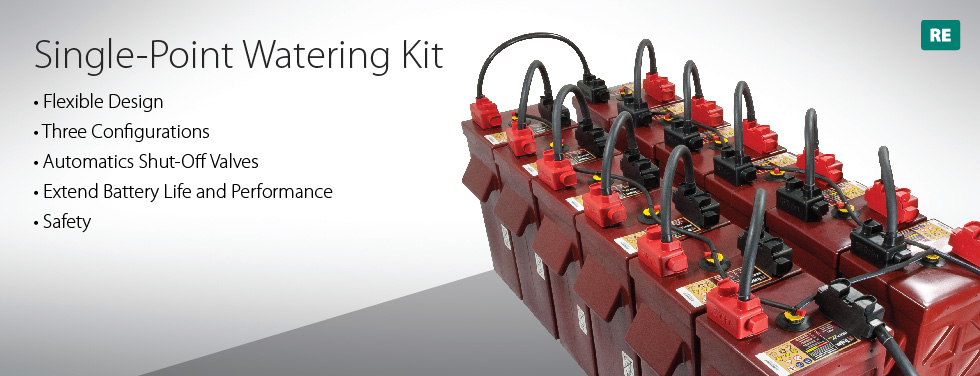 RE
Single-Point Watering Kit
• Flexible Design
• Three Configurations
• Automatics Shut-Off Valves
• Extend Battery Life and Performance
• Safety